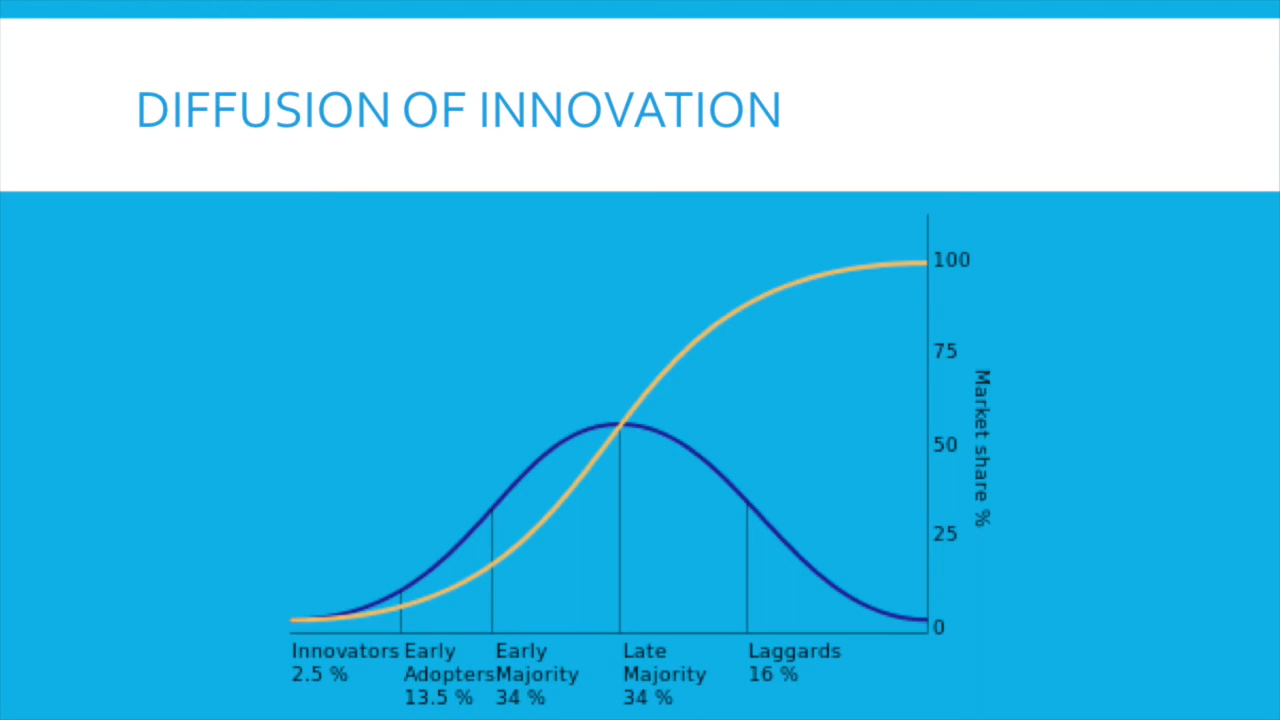 DIFFUSION OF INNOVATION
100
75
50
25
0
Market share %
Innovators
2.5 %
Early
Adopters
13.5 %
Early
Majority
34 %
Late
Majority
34 %
Laggards
16 %